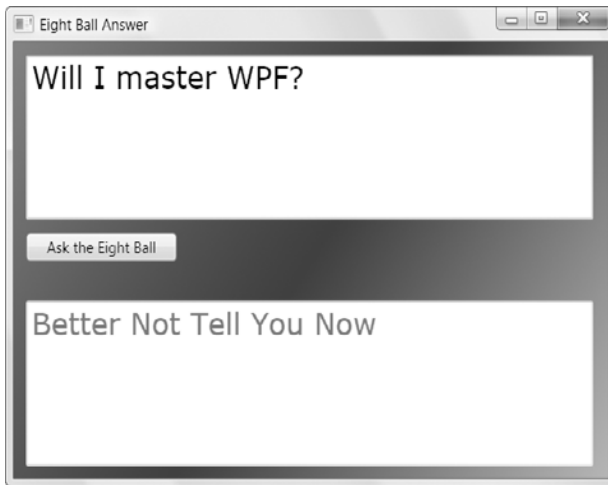 Eight Ball Answer
Will I master WPF?
Ask the Eight Ball
Better Not Tell You Now